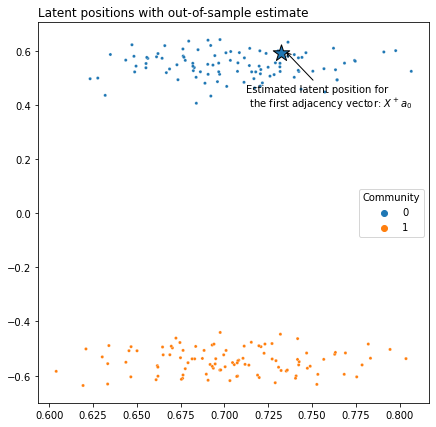 Latent positions with out-of-sample estimate
0.6
0.4
0.2
0.0
−0.2
−0.4
−0.6
Estimated latent position for
the first adjacency vector: X⁺a₀
Community
0
1
0.600 0.625 0.650 0.675 0.700 0.725 0.750 0.775 0.800